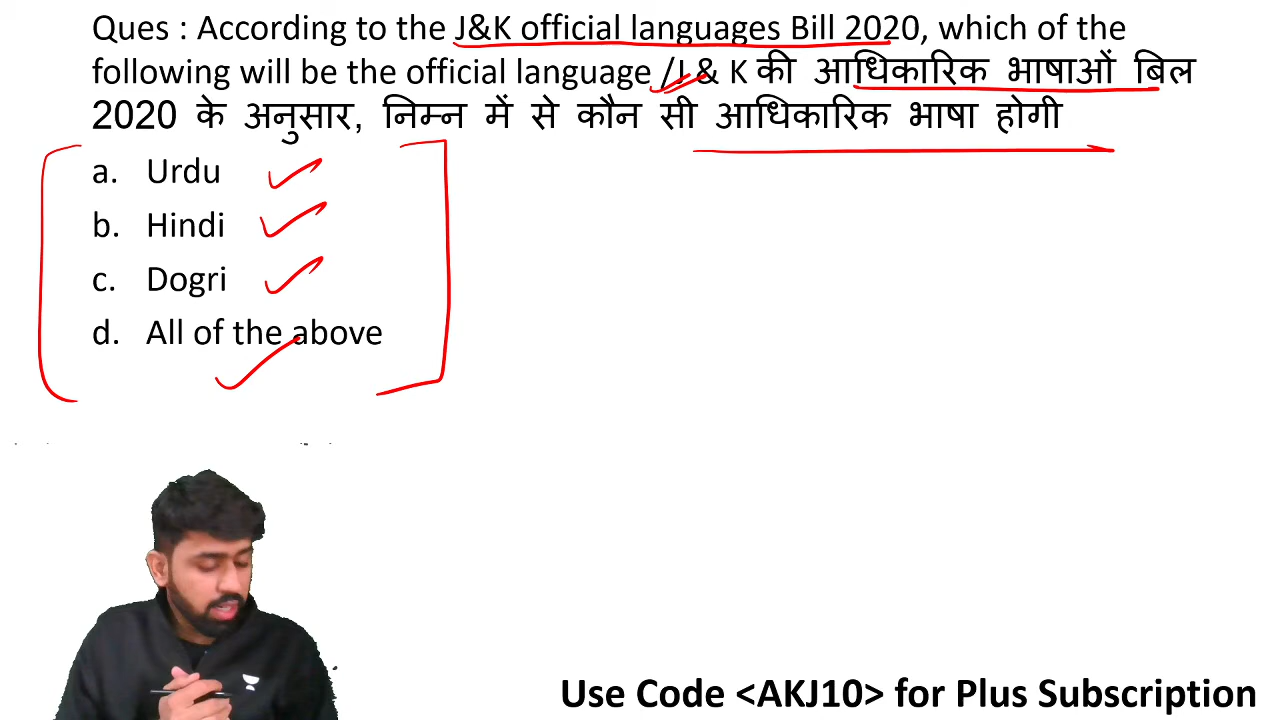 Ques : According to the J&K official languages Bill 2020, which of the
following will be the official language /J & K की आधिकारिक भाषाओं बिल
2020 के अनुसार, निम्न में से कौन सी आधिकारिक भाषा होगी
a. Urdu
b. Hindi
c. Dogri
d. All of the above
Use Code <AKJ10> for Plus Subscription